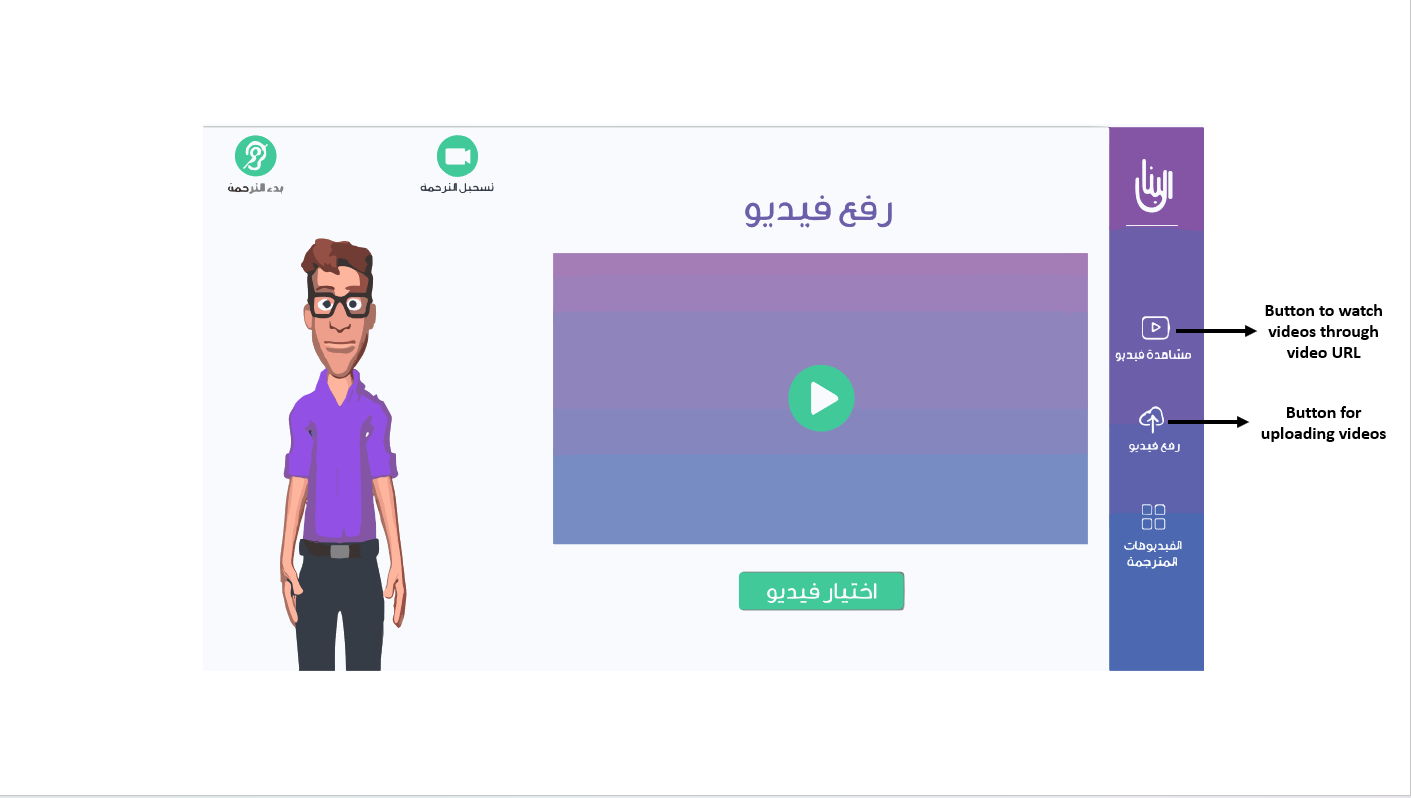 بدء الترجمة
تسجيل الترجمة
رفع فيديو
اختيار فيديو
مشاهدة فيديو
رفع فيديو
الفيديوهات
المترجمة
Button to watch
videos through
video URL
Button for
uploading videos